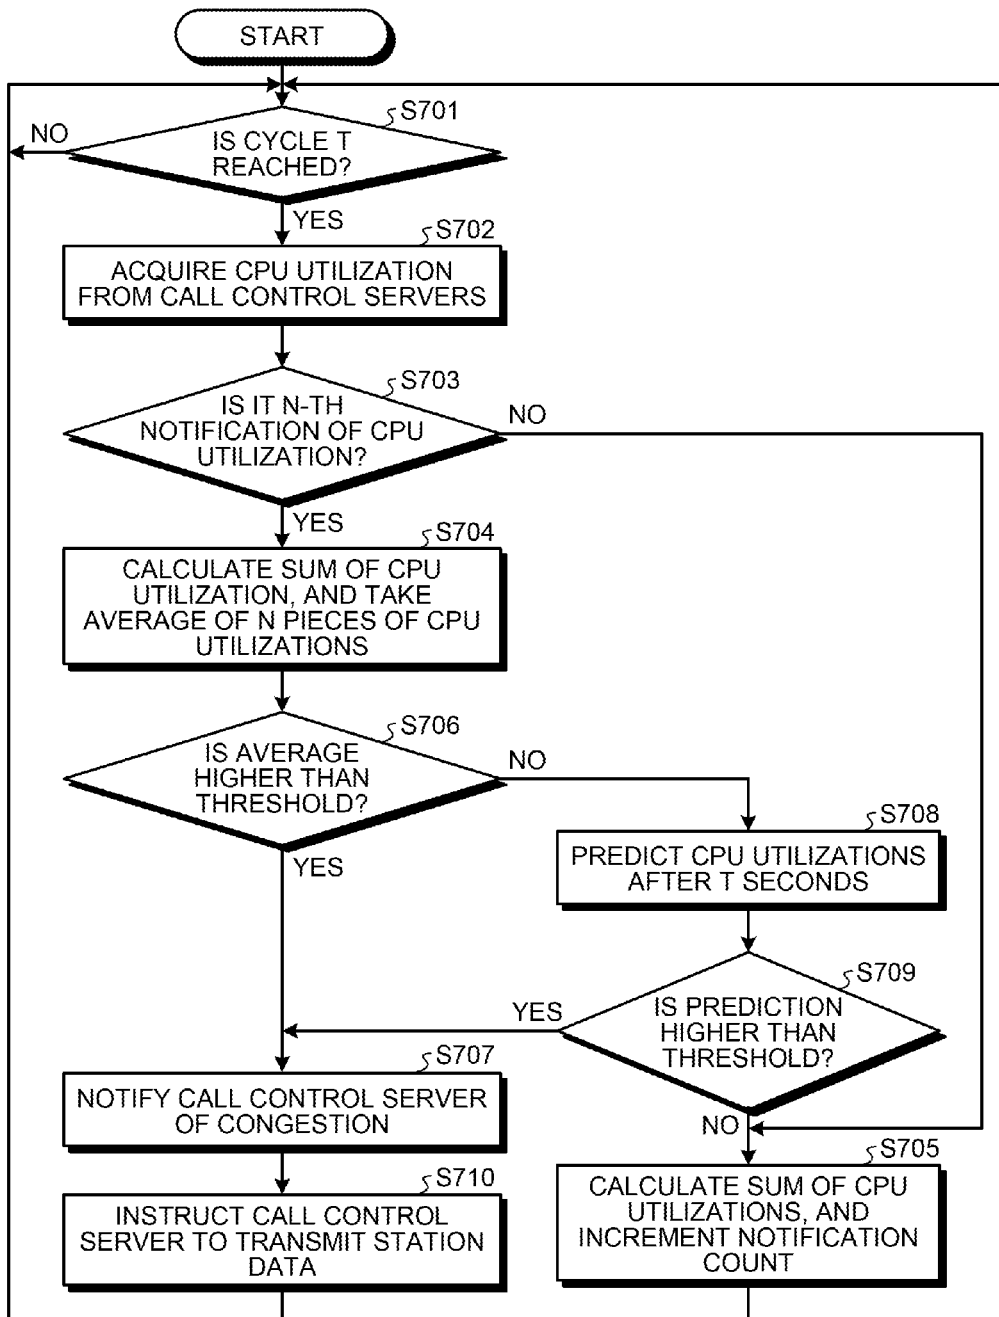 START
S701
NO
IS CYCLE T
REACHED?
YES
S702
ACQUIRE CPU UTILIZATION
FROM CALL CONTROL SERVERS
S703
IS IT N-TH
NOTIFICATION OF CPU
UTILIZATION?
NO
YES
S704
CALCULATE SUM OF CPU
UTILIZATION, AND TAKE
AVERAGE OF N PIECES OF CPU
UTILIZATIONS
S706
IS AVERAGE
HIGHER THAN
THRESHOLD?
NO
YES
S708
PREDICT CPU UTILIZATIONS
AFTER T SECONDS
S709
IS PREDICTION
HIGHER THAN
THRESHOLD?
YES
NO
S707
NOTIFY CALL CONTROL SERVER
OF CONGESTION
S710
INSTRUCT CALL CONTROL
SERVER TO TRANSMIT STATION
DATA
S705
CALCULATE SUM OF CPU
UTILIZATIONS, AND
INCREMENT NOTIFICATION
COUNT